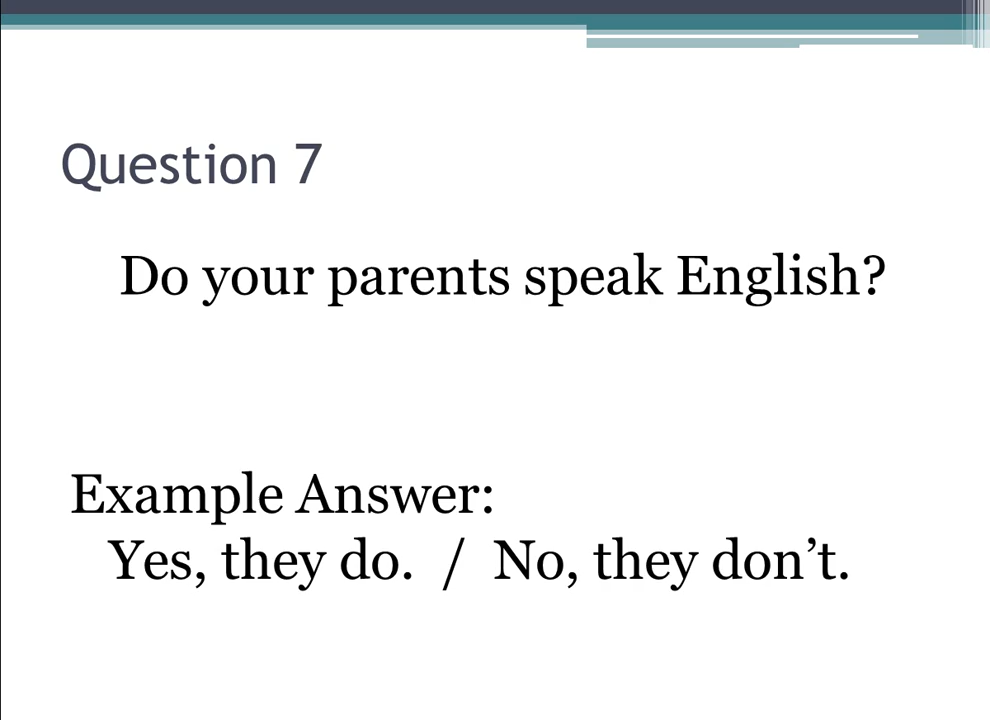 Question 7
Do your parents speak English?
Example Answer:
Yes, they do.  /  No, they don’t.